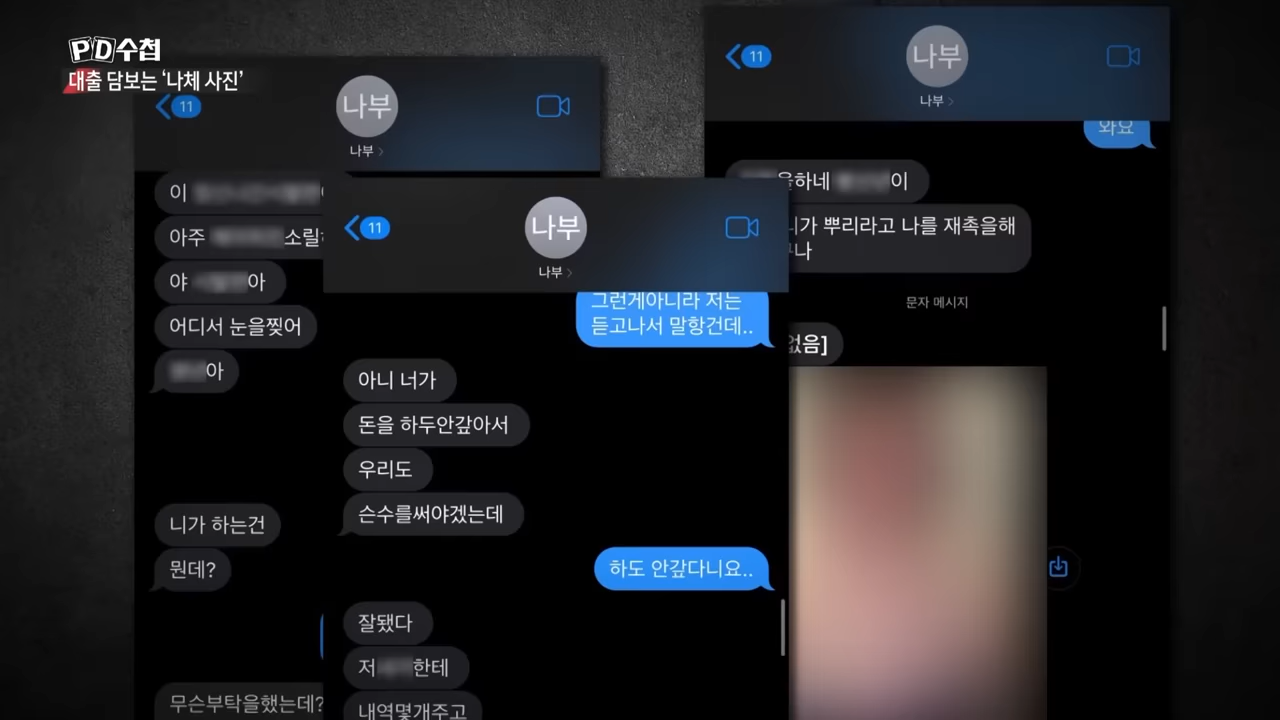 PD수첩
대출 담보는 ‘나체 사진’
11
나부
나부
이
아주 소릴
야 아
어디서 눈을찢어
아
니가 하는건
뭔데?
무슨부탁을했는데?
11
나부
나부
그런게아니라 저는
듣고나서 말항건데..
아니 너가
돈을 하두안갚아서
우리도
슨수를써야겠는데
하도 안갚다니요..
잘됐다
저 한테
내역몇개주고
11
나부
나부
와요
을하네 이
니가 뿌리라고 나를 재촉을해
나
문자 메시지
없음]